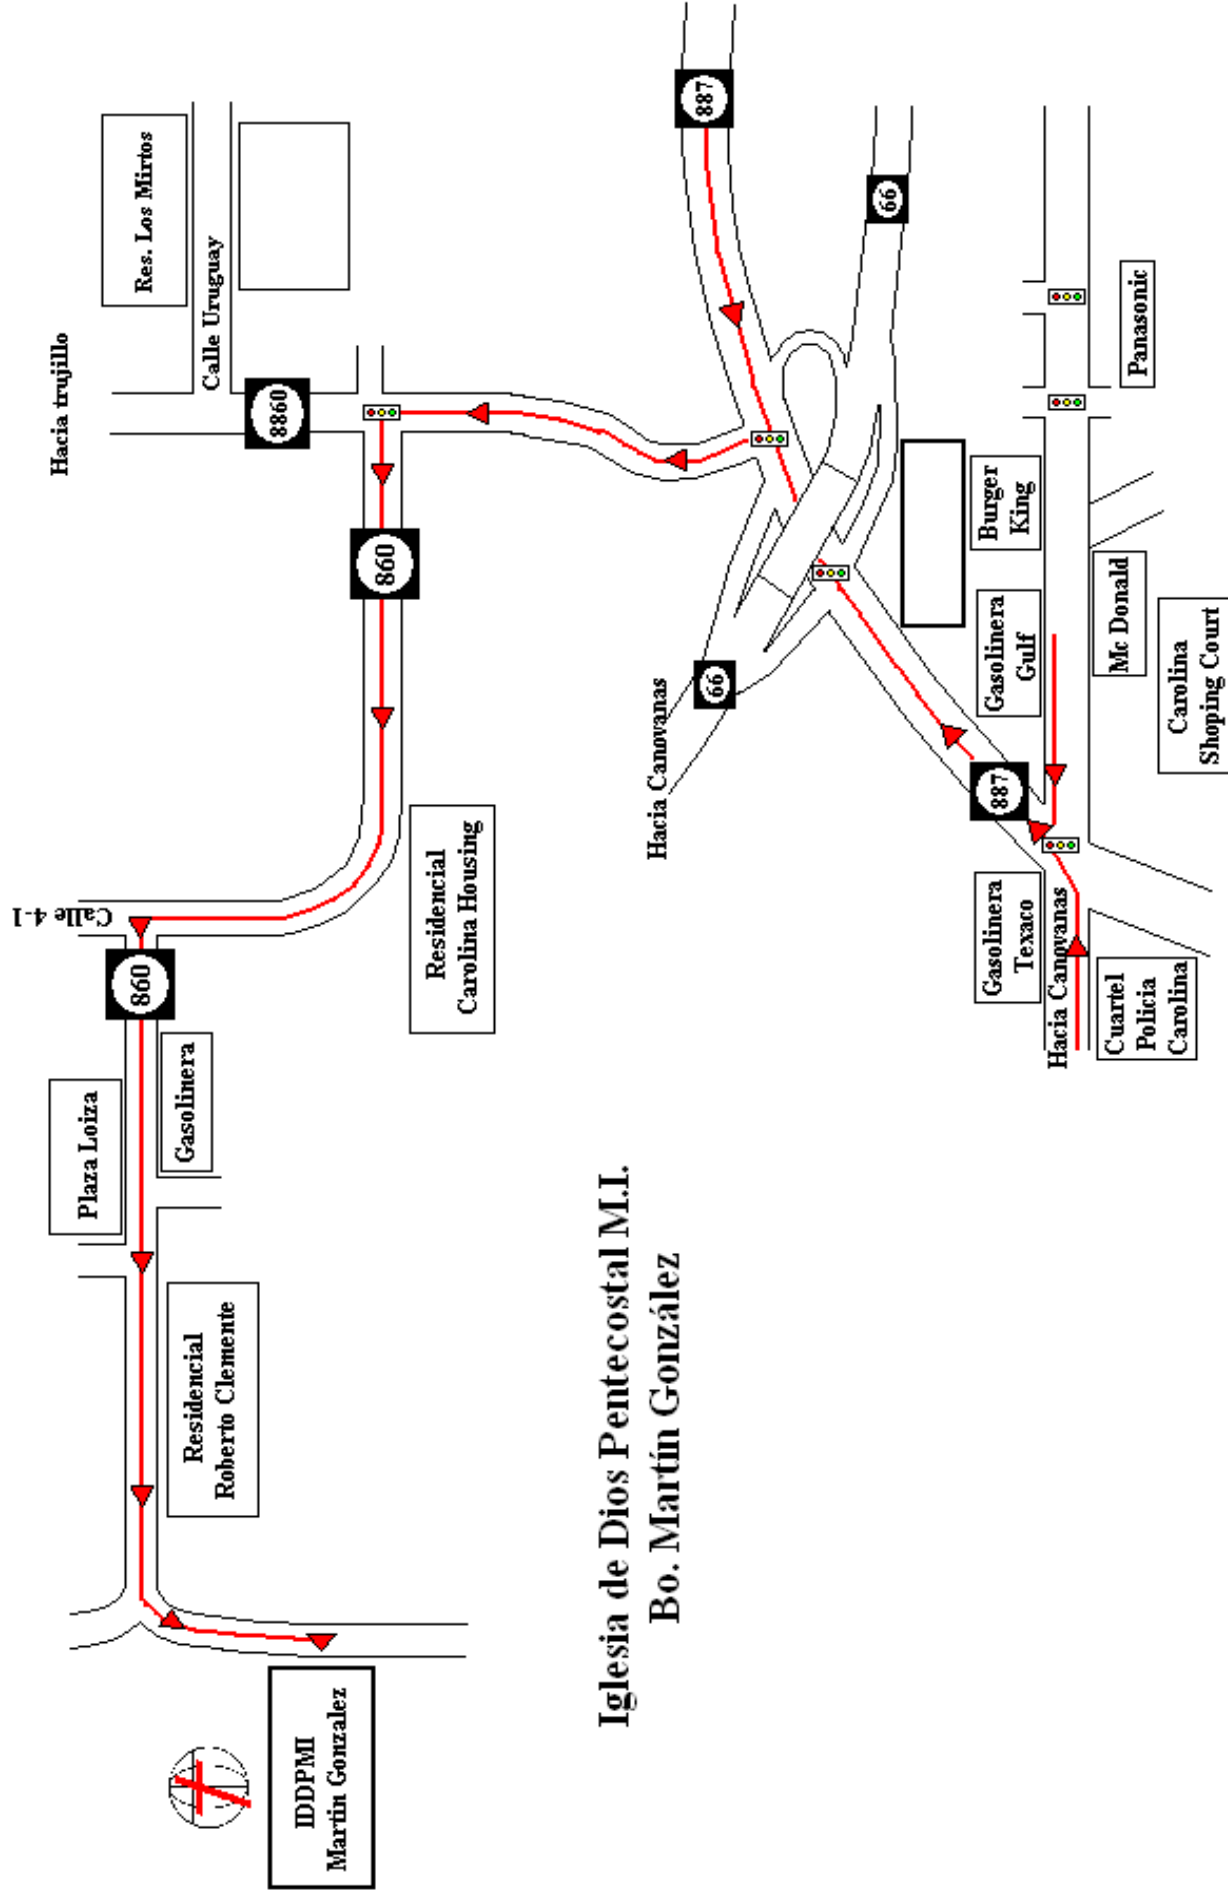 IDDPMI
Martin Gonzalez
Residencial
Roberto Clemente
Plaza Loiza
Gasolinera
860
Calle 4-1
Residencial
Carolina Housing
860
Hacia trujillo
8860
Calle Uruguay
Res. Los Mirtos
Iglesia de Dios Pentecostal M.I.
Bo. Martín González
Hacia Canovanas
66
887
66
887
Gasolinera
Texaco
Hacia Canovanas
Cuartel
Policia
Carolina
Gasolinera
Gulf
Burger
King
Mc Donald
Carolina
Shoping Court
Panasonic